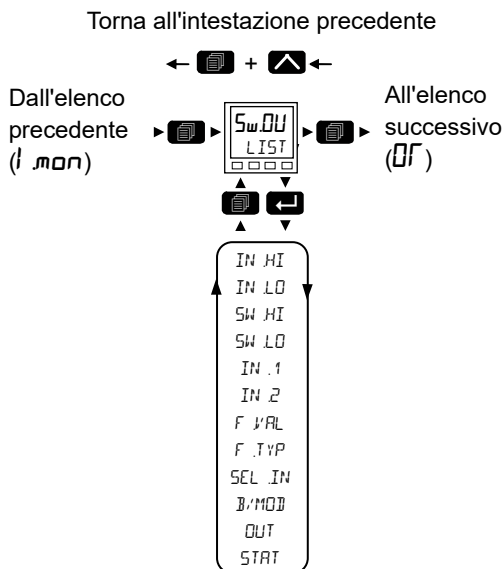 Torna all'intestazione precedente
+
Dall'elenco
precedente
(I.mon)
Sw.OU
LIST
All'elenco
successivo
(OR)
IN.HI
IN.LO
SW.HI
SW.LO
IN.1
IN.2
F.VAL
F.TYP
SEL.IN
B/MOD
OUT
STAT